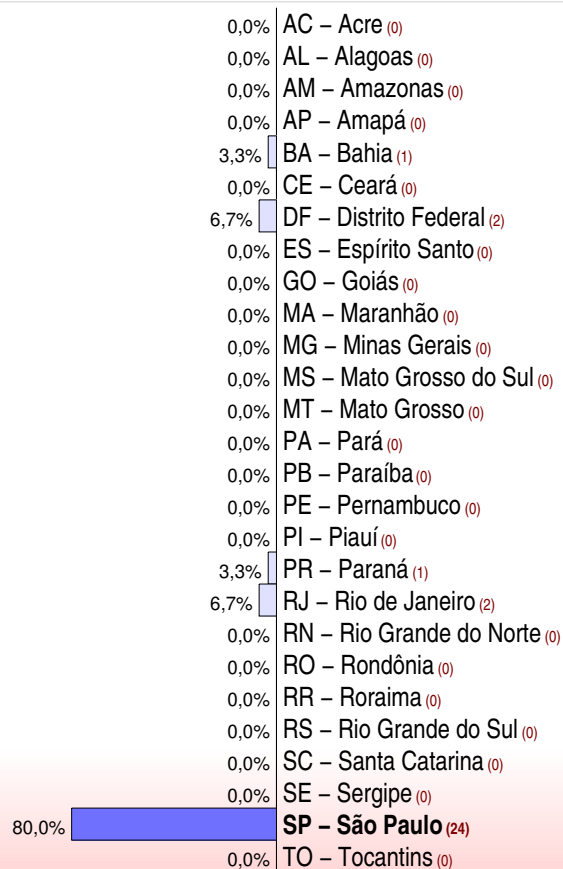 0,0% AC – Acre (0)
0,0% AL – Alagoas (0)
0,0% AM – Amazonas (0)
0,0% AP – Amapá (0)
3,3% BA – Bahia (1)
0,0% CE – Ceará (0)
6,7% DF – Distrito Federal (2)
0,0% ES – Espírito Santo (0)
0,0% GO – Goiás (0)
0,0% MA – Maranhão (0)
0,0% MG – Minas Gerais (0)
0,0% MS – Mato Grosso do Sul (0)
0,0% MT – Mato Grosso (0)
0,0% PA – Pará (0)
0,0% PB – Paraíba (0)
0,0% PE – Pernambuco (0)
0,0% PI – Piauí (0)
3,3% PR – Paraná (1)
6,7% RJ – Rio de Janeiro (2)
0,0% RN – Rio Grande do Norte (0)
0,0% RO – Rondônia (0)
0,0% RR – Roraima (0)
0,0% RS – Rio Grande do Sul (0)
0,0% SC – Santa Catarina (0)
0,0% SE – Sergipe (0)
80,0% SP – São Paulo (24)
0,0% TO – Tocantins (0)